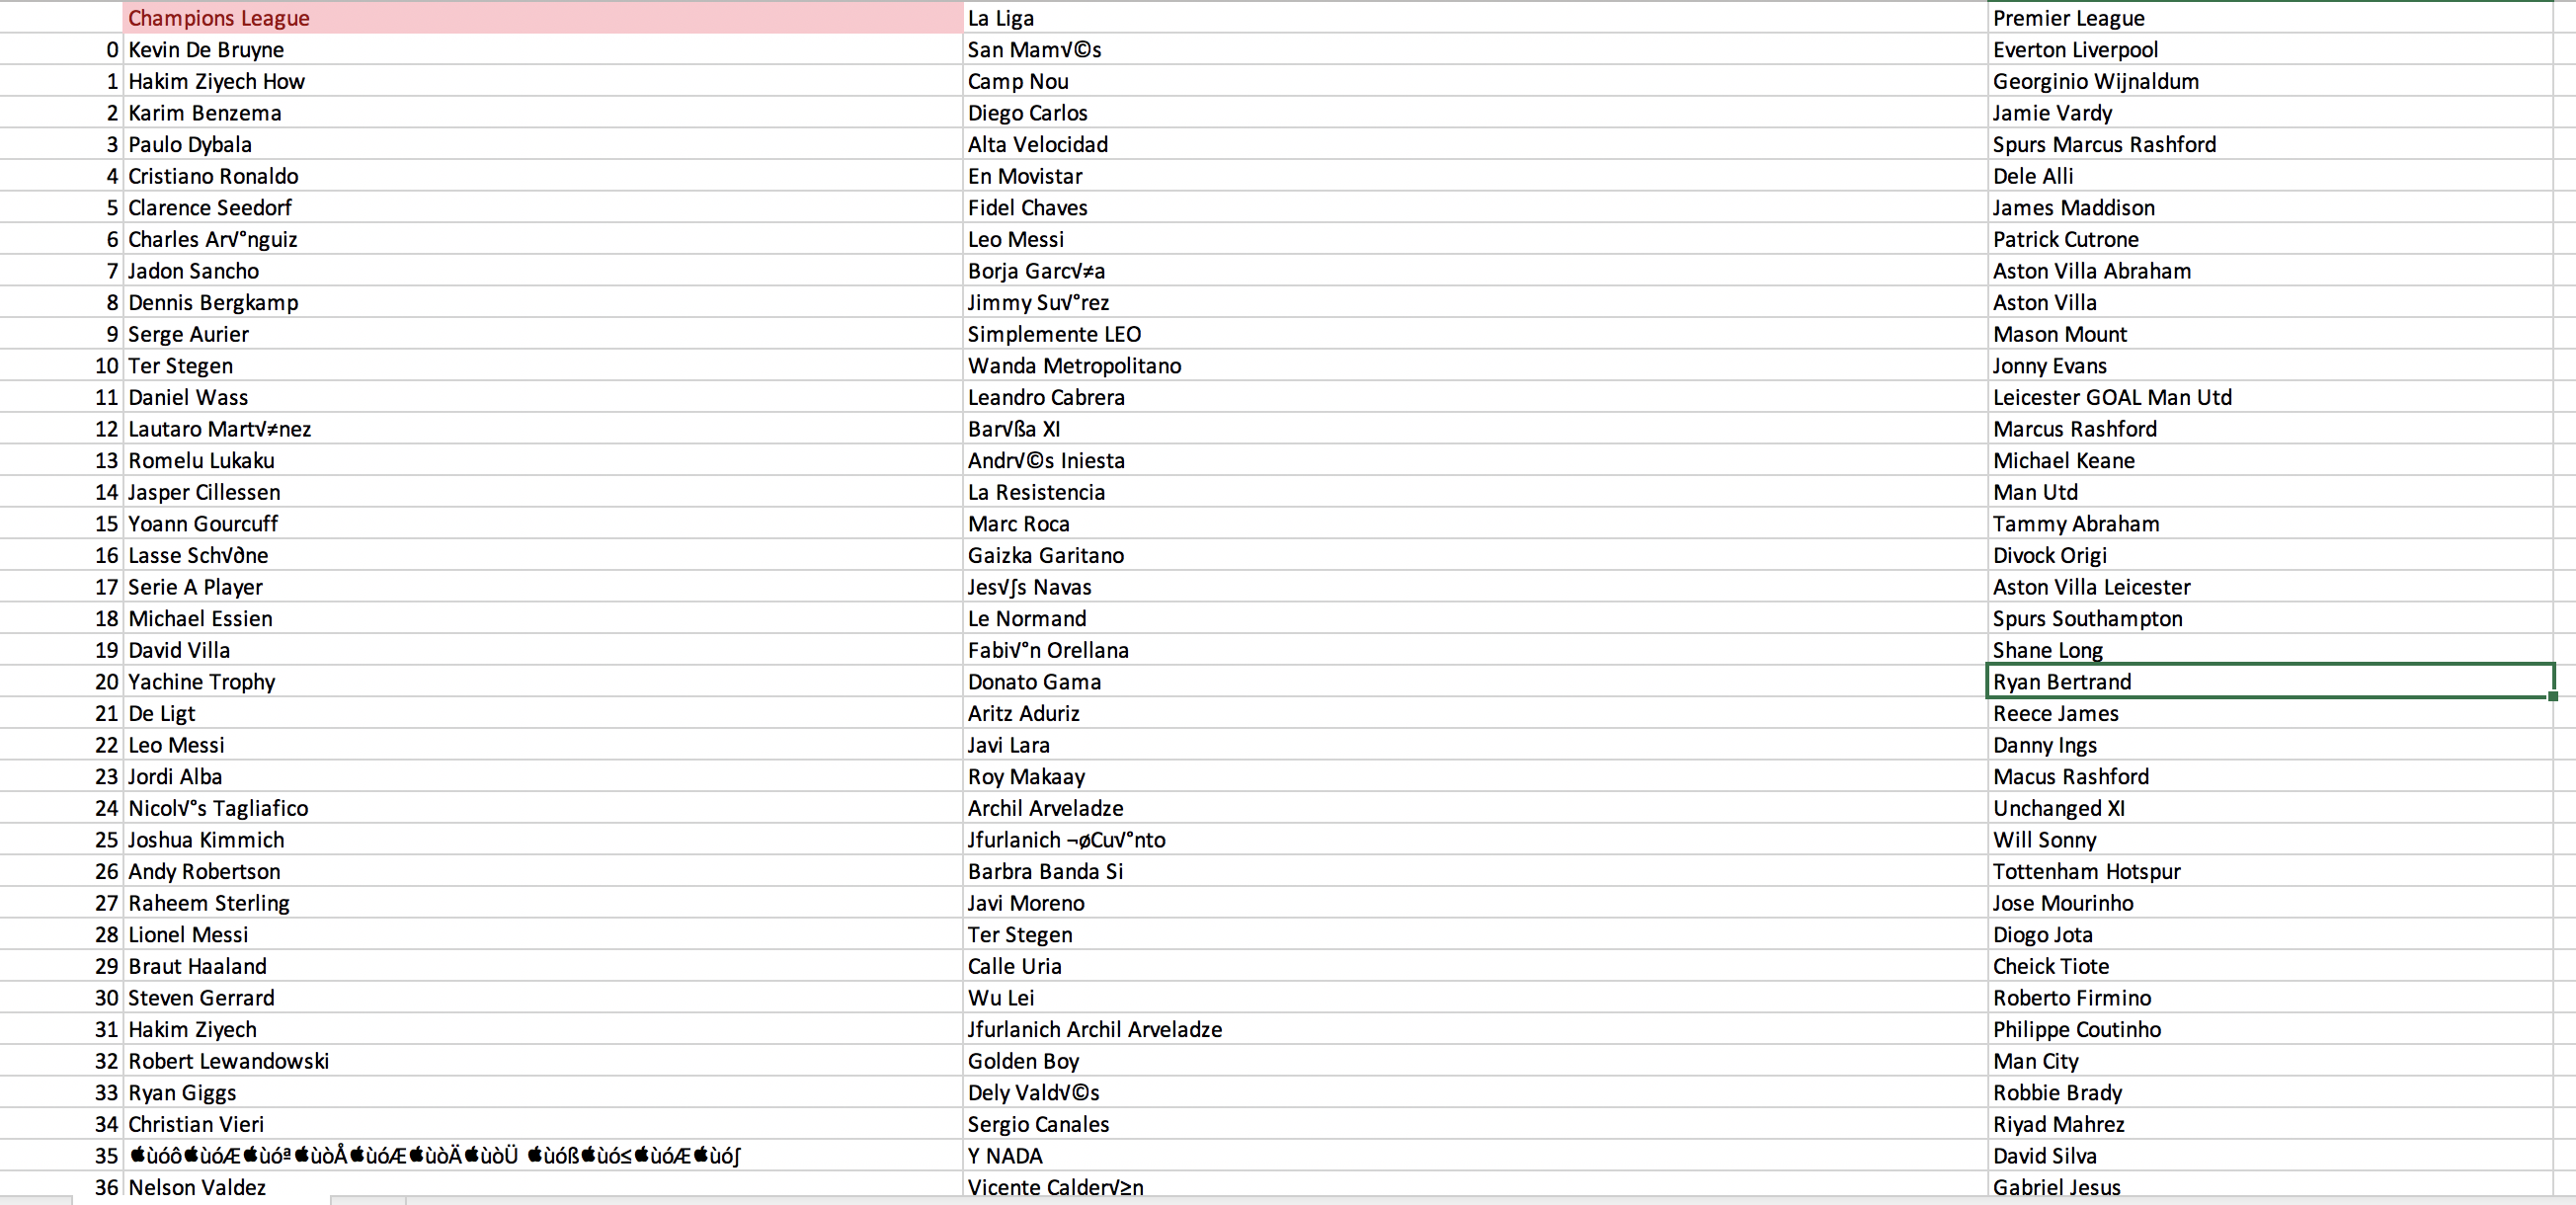 Champions League La Liga Premier League
0 Kevin De Bruyne San Mam√©s Everton Liverpool
1 Hakim Ziyech How Camp Nou Georginio Wijnaldum
2 Karim Benzema Diego Carlos Jamie Vardy
3 Paulo Dybala Alta Velocidad Spurs Marcus Rashford
4 Cristiano Ronaldo En Movistar Dele Alli
5 Clarence Seedorf Fidel Chaves James Maddison
6 Charles Ar√°nguiz Leo Messi Patrick Cutrone
7 Jadon Sancho Borja Garc√≠a Aston Villa Abraham
8 Dennis Bergkamp Jimmy Su√°rez Aston Villa
9 Serge Aurier Simplemente LEO Mason Mount
10 Ter Stegen Wanda Metropolitano Jonny Evans
11 Daniel Wass Leandro Cabrera Leicester GOAL Man Utd
12 Lautaro Mart√≠nez Bar√ßa XI Marcus Rashford
13 Romelu Lukaku Andr√©s Iniesta Michael Keane
14 Jasper Cillessen La Resistencia Man Utd
15 Yoann Gourcuff Marc Roca Tammy Abraham
16 Lasse Sch√∂ne Gaizka Garitano Divock Origi
17 Serie A Player Jes√∫s Navas Aston Villa Leicester
18 Michael Essien Le Normand Spurs Southampton
19 David Villa Fabi√°n Orellana Shane Long
20 Yachine Trophy Donato Gama Ryan Bertrand
21 De Ligt Aritz Aduriz Reece James
22 Leo Messi Javi Lara Danny Ings
23 Jordi Alba Roy Makaay Macus Rashford
24 Nicol√°s Tagliafico Archil Arveladze Unchanged XI
25 Joshua Kimmich Jfurlanich ¬øCu√°nto Will Sonny
26 Andy Robertson Barbra Banda Si Tottenham Hotspur
27 Raheem Sterling Javi Moreno Jose Mourinho
28 Lionel Messi Ter Stegen Diogo Jota
29 Braut Haaland Calle Uria Cheick Tiote
30 Steven Gerrard Wu Lei Roberto Firmino
31 Hakim Ziyech Jfurlanich Archil Arveladze Philippe Coutinho
32 Robert Lewandowski Golden Boy Man City
33 Ryan Giggs Dely Vald√©s Robbie Brady
34 Christian Vieri Sergio Canales Riyad Mahrez
35 ùóôùóÆùóªùòÅùóÆùòÄùòÜ ùóßùó≤ùóÆùó∫ Y NADA David Silva
36 Nelson Valdez Vicente Calder√≥n Gabriel Jesus